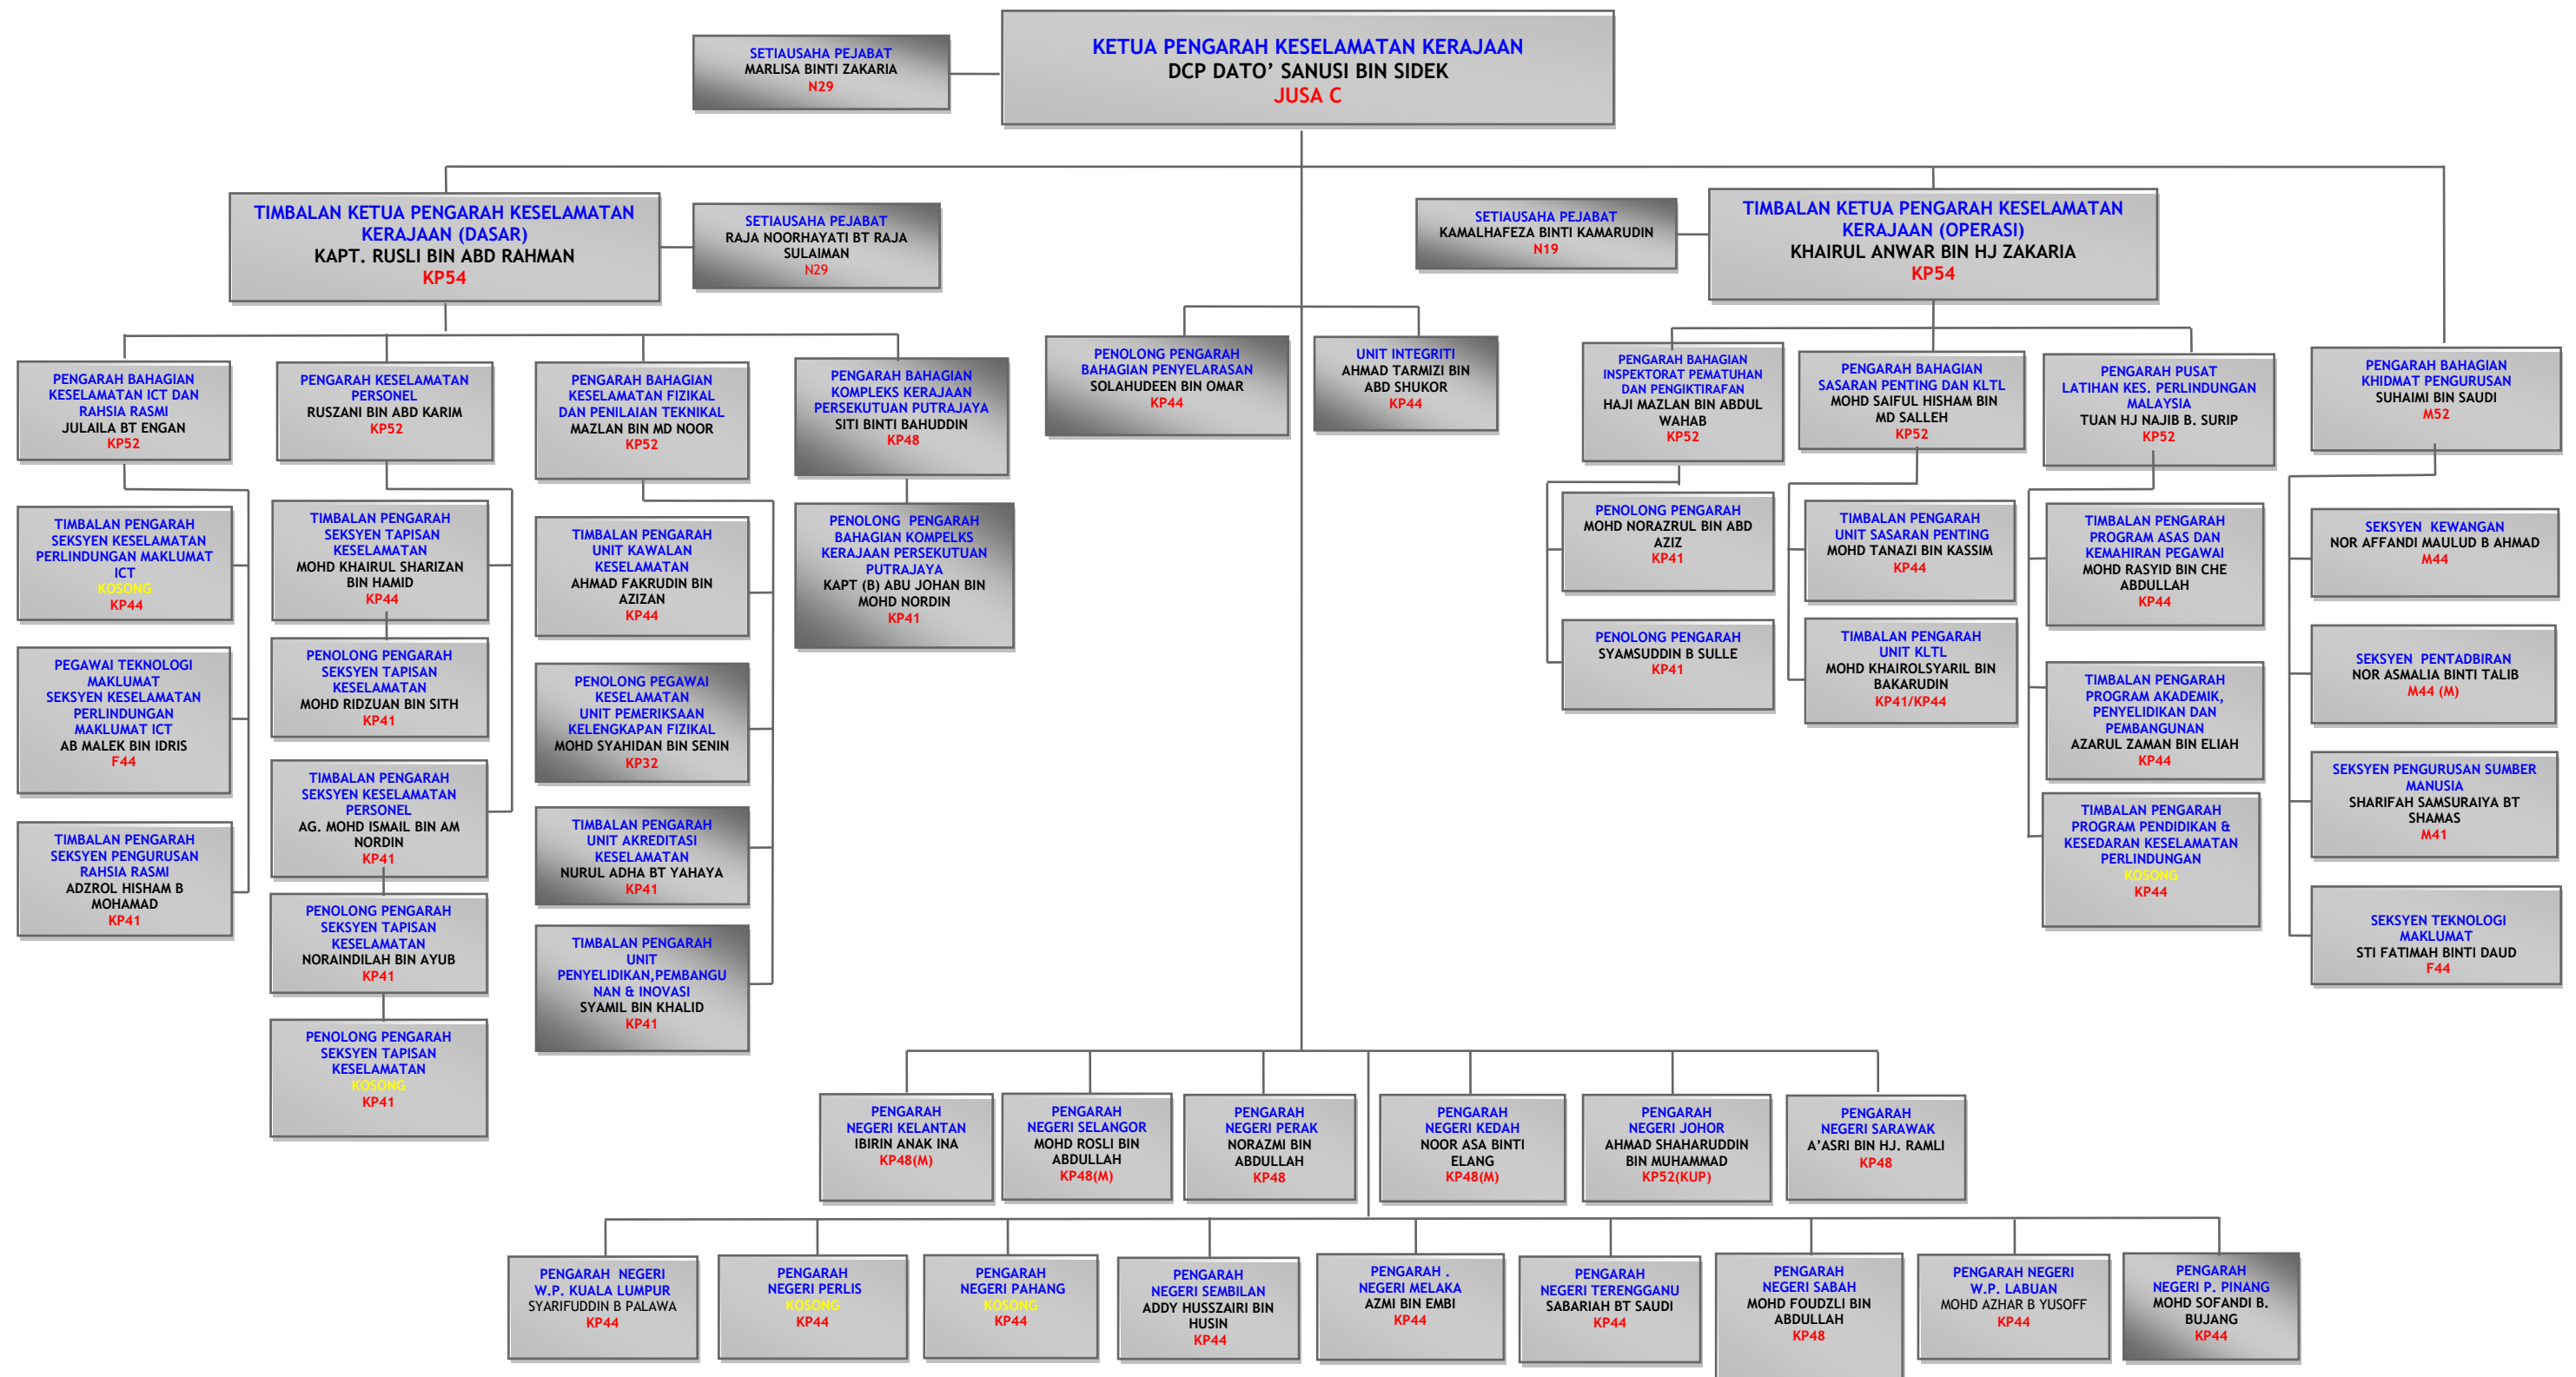 SETIAUSAHA PEJABAT
MARLISA BINTI ZAKARIA
N29
KETUA PENGARAH KESELAMATAN KERAJAAN
DCP DATO’ SANUSI BIN SIDEK
JUSA C
TIMBALAN KETUA PENGARAH KESELAMATAN
KERAJAAN (DASAR)
KAPT. RUSLI BIN ABD RAHMAN
KP54
SETIAUSAHA PEJABAT
RAJA NOORHAYATI BT RAJA
SULAIMAN
N29
SETIAUSAHA PEJABAT
KAMALHAFEZA BINTI KAMARUDIN
N19
TIMBALAN KETUA PENGARAH KESELAMATAN
KERAJAAN (OPERASI)
KHAIRUL ANWAR BIN HJ ZAKARIA
KP54
PENGARAH BAHAGIAN
KESELAMATAN ICT DAN
RAHSIA RASMI
JULAILA BT ENGAN
KP52
PENGARAH KESELAMATAN
PERSONEL
RUSZANI BIN ABD KARIM
KP52
PENGARAH BAHAGIAN
KESELAMATAN FIZIKAL
DAN PENILAIAN TEKNIKAL
MAZLAN BIN MD NOOR
KP52
PENGARAH BAHAGIAN
KOMPLEKS KERAJAAN
PERSEKUTUAN PUTRAJAYA
SITI BINTI BAHUDDIN
KP48
PENOLONG PENGARAH
BAHAGIAN PENYELARASAN
SOLAHUDEEN BIN OMAR
KP44
UNIT INTEGRITI
AHMAD TARMIZI BIN
ABD SHUKOR
KP44
PENGARAH BAHAGIAN
INSPEKTORAT PEMATUHAN
DAN PENGIKTIRAFAN
HAJI MAZLAN BIN ABDUL
WAHAB
KP52
PENGARAH BAHAGIAN
SASARAN PENTING DAN KLTL
MOHD SAIFUL HISHAM BIN
MD SALLEH
KP52
PENGARAH PUSAT
LATIHAN KES. PERLINDUNGAN
MALAYSIA
TUAN HJ NAJIB B. SURIP
KP52
PENGARAH BAHAGIAN
KHIDMAT PENGURUSAN
SUHAIMI BIN SAUDI
M52
TIMBALAN PENGARAH
SEKSYEN KESELAMATAN
PERLINDUNGAN MAKLUMAT
ICT
KOSONG
KP44
PEGAWAI TEKNOLOGI
MAKLUMAT
SEKSYEN KESELAMATAN
PERLINDUNGAN
MAKLUMAT ICT
AB MALEK BIN IDRIS
F44
TIMBALAN PENGARAH
SEKSYEN PENGURUSAN
RAHSIA RASMI
ADZROL HISHAM B
MOHAMAD
KP41
TIMBALAN PENGARAH
SEKSYEN TAPISAN
KESELAMATAN
MOHD KHAIRUL SHARIZAN
BIN HAMID
KP44
PENOLONG PENGARAH
SEKSYEN TAPISAN
KESELAMATAN
MOHD RIDZUAN BIN SITH
KP41
TIMBALAN PENGARAH
SEKSYEN KESELAMATAN
PERSONEL
AG. MOHD ISMAIL BIN AM
NORDIN
KP41
PENOLONG PENGARAH
SEKSYEN TAPISAN
KESELAMATAN
NORAINDILAH BIN AYUB
KP41
PENOLONG PENGARAH
SEKSYEN TAPISAN
KESELAMATAN
KOSONG
KP41
TIMBALAN PENGARAH
UNIT KAWALAN
KESELAMATAN
AHMAD FAKRUDIN BIN
AZIZAN
KP44
PENOLONG PEGAWAI
KESELAMATAN
UNIT PEMERIKSAAN
KELENGKAPAN FIZIKAL
MOHD SYAHIDAN BIN SENIN
KP32
TIMBALAN PENGARAH
UNIT AKREDITASI
KESELAMATAN
NURUL ADHA BT YAHAYA
KP41
TIMBALAN PENGARAH
UNIT
PENYELIDIKAN,PEMBANGU
NAN & INOVASI
SYAMIL BIN KHALID
KP41
PENOLONG  PENGARAH
BAHAGIAN KOMPELKS
KERAJAAN PERSEKUTUAN
PUTRAJAYA
KAPT (B) ABU JOHAN BIN
MOHD NORDIN
KP41
PENOLONG PENGARAH
MOHD NORAZRUL BIN ABD
AZIZ
KP41
PENOLONG PENGARAH
SYAMSUDDIN B SULLE
KP41
TIMBALAN PENGARAH
UNIT SASARAN PENTING
MOHD TANAZI BIN KASSIM
KP44
TIMBALAN PENGARAH
UNIT KLTL
MOHD KHAIROLSYARIL BIN
BAKARUDIN
KP41/KP44
TIMBALAN PENGARAH
PROGRAM ASAS DAN
KEMAHIRAN PEGAWAI
MOHD RASYID BIN CHE
ABDULLAH
KP44
TIMBALAN PENGARAH
PROGRAM AKADEMIK,
PENYELIDIKAN DAN
PEMBANGUNAN
AZARUL ZAMAN BIN ELIAH
KP44
TIMBALAN PENGARAH
PROGRAM PENDIDIKAN &
KESEDARAN KESELAMATAN
PERLINDUNGAN
KOSONG
KP44
SEKSYEN  KEWANGAN
NOR AFFANDI MAULUD B AHMAD
M44
SEKSYEN  PENTADBIRAN
NOR ASMALIA BINTI TALIB
M44 (M)
SEKSYEN PENGURUSAN SUMBER
MANUSIA
SHARIFAH SAMSURAIYA BT
SHAMAS
M41
SEKSYEN TEKNOLOGI
MAKLUMAT
STI FATIMAH BINTI DAUD
F44
PENGARAH
NEGERI KELANTAN
IBIRIN ANAK INA
KP48(M)
PENGARAH
NEGERI SELANGOR
MOHD ROSLI BIN
ABDULLAH
KP48(M)
PENGARAH
NEGERI PERAK
NORAZMI BIN
ABDULLAH
KP48
PENGARAH
NEGERI KEDAH
NOOR ASA BINTI
ELANG
KP48(M)
PENGARAH
NEGERI JOHOR
AHMAD SHAHARUDDIN
BIN MUHAMMAD
KP52(KUP)
PENGARAH
NEGERI SARAWAK
A’ASRI BIN HJ. RAMLI
KP48
PENGARAH  NEGERI
W.P. KUALA LUMPUR
SYARIFUDDIN B PALAWA
KP44
PENGARAH
NEGERI PERLIS
KOSONG
KP44
PENGARAH
NEGERI PAHANG
KOSONG
KP44
PENGARAH
NEGERI SEMBILAN
ADDY HUSSZAIRI BIN
HUSIN
KP44
PENGARAH .
NEGERI MELAKA
AZMI BIN EMBI
KP44
PENGARAH
NEGERI TERENGGANU
SABARIAH BT SAUDI
KP44
PENGARAH
NEGERI SABAH
MOHD FOUDZLI BIN
ABDULLAH
KP48
PENGARAH NEGERI
W.P. LABUAN
MOHD AZHAR B YUSOFF
KP44
PENGARAH
NEGERI P. PINANG
MOHD SOFANDI B.
BUJANG
KP44